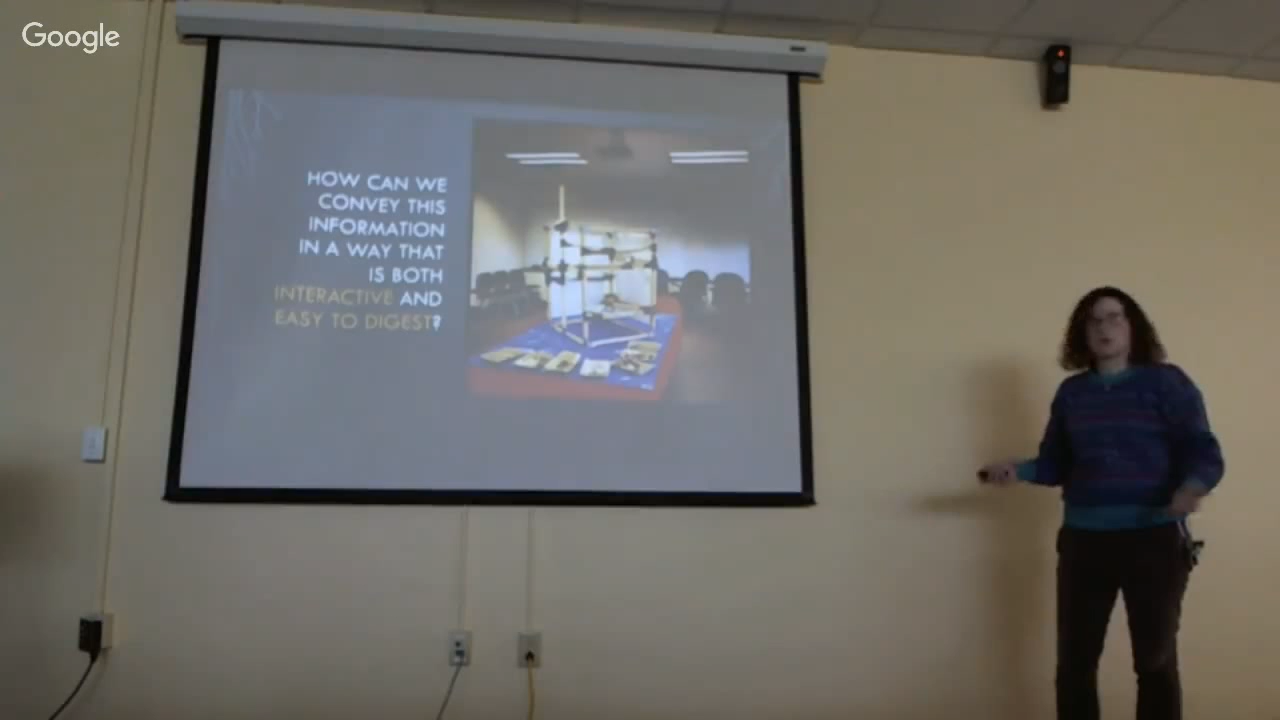 Google
HOW CAN WE
CONVEY THIS
INFORMATION
IN A WAY THAT
IS BOTH
INTERACTIVE AND
EASY TO DIGEST?